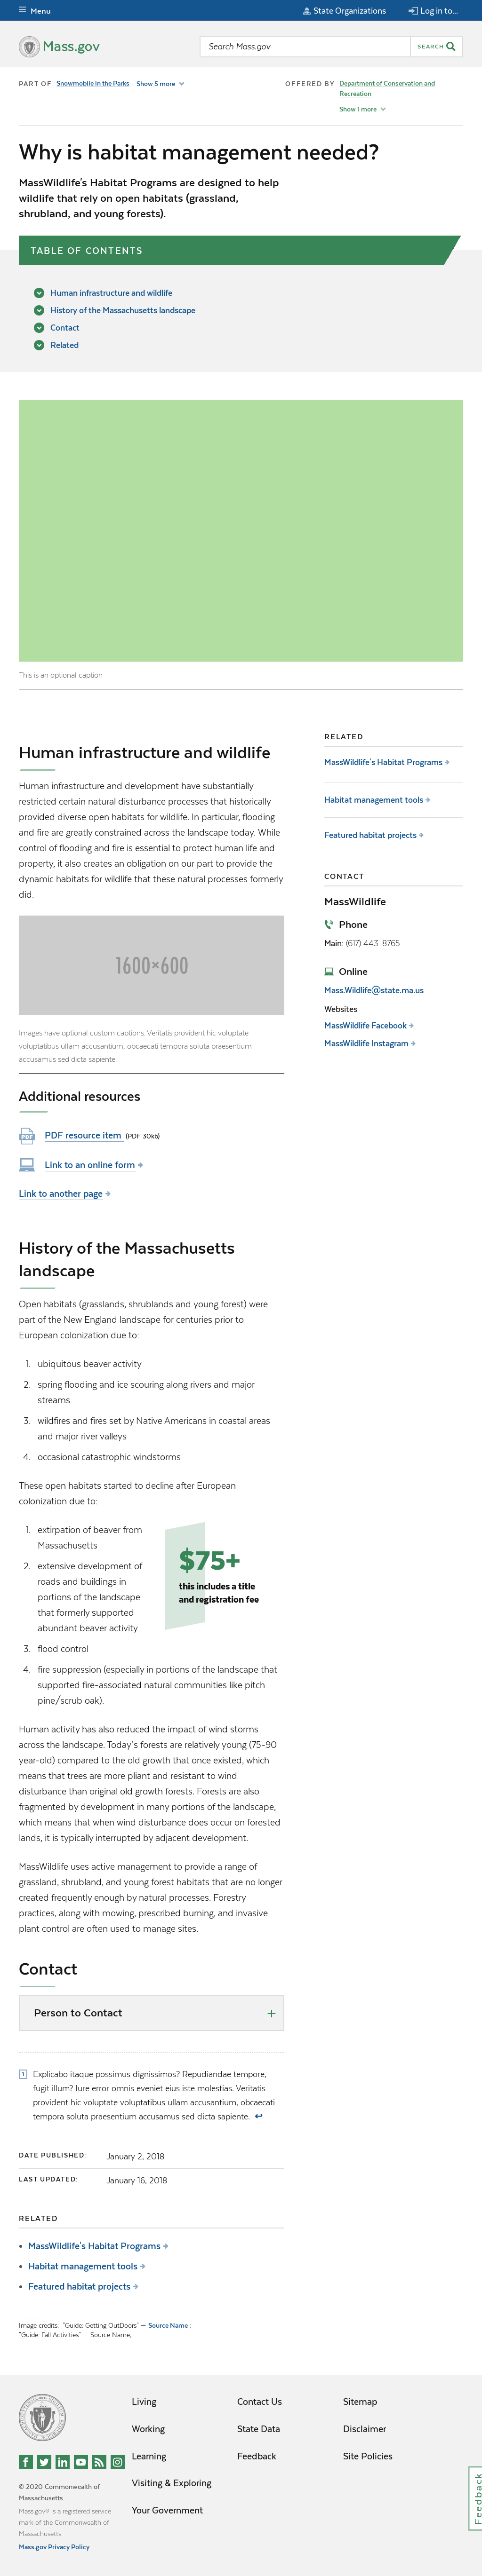 Menu
State Organizations
Log in to...
Mass.gov
Search Mass.gov
SEARCH
PART OF Snowmobile in the Parks Show 5 more
OFFERED BY Department of Conservation and
Recreation
Show 1 more
Why is habitat management needed?
MassWildlife's Habitat Programs are designed to help
wildlife that rely on open habitats (grassland,
shrubland, and young forests).
TABLE OF CONTENTS
Human infrastructure and wildlife
History of the Massachusetts landscape
Contact
Related
This is an optional caption
Human infrastructure and wildlife
Human infrastructure and development have substantially
restricted certain natural disturbance processes that historically
provided diverse open habitats for wildlife. In particular, flooding
and fire are greatly constrained across the landscape today. While
control of flooding and fire is essential to protect human life and
property, it also creates an obligation on our part to provide the
dynamic habitats for wildlife that these natural processes formerly
did.
1600×600
Images have optional custom captions. Veritatis provident hic voluptate
voluptatibus ullam accusantium, obcaecati tempora soluta praesentium
accusamus sed dicta sapiente.
Additional resources
PDF
PDF resource item (PDF 30kb)
Link to an online form
Link to another page
History of the Massachusetts
landscape
Open habitats (grasslands, shrublands and young forest) were
part of the New England landscape for centuries prior to
European colonization due to:
1. ubiquitous beaver activity
2. spring flooding and ice scouring along rivers and major
streams
3. wildfires and fires set by Native Americans in coastal areas
and major river valleys
4. occasional catastrophic windstorms
These open habitats started to decline after European
colonization due to:
1. extirpation of beaver from
Massachusetts
2. extensive development of
roads and buildings in
portions of the landscape
that formerly supported
abundant beaver activity
3. flood control
4. fire suppression (especially in portions of the landscape that
supported fire-associated natural communities like pitch
pine/scrub oak).
$75+
this includes a title
and registration fee
Human activity has also reduced the impact of wind storms
across the landscape. Today's forests are relatively young (75-90
year-old) compared to the old growth that once existed, which
means that trees are more pliant and resistant to wind
disturbance than original old growth forests. Forests are also
fragmented by development in many portions of the landscape,
which means that when wind disturbance does occur on forested
lands, it is typically interrupted by adjacent development.
MassWildlife uses active management to provide a range of
grassland, shrubland, and young forest habitats that are no longer
created frequently enough by natural processes. Forestry
practices, along with mowing, prescribed burning, and invasive
plant control are often used to manage sites.
Contact
Person to Contact
1 Explicabo itaque possimus dignissimos? Repudiandae tempore,
fugit illum? Iure error omnis eveniet eius iste molestias. Veritatis
provident hic voluptate voluptatibus ullam accusantium, obcaecati
tempora soluta praesentium accusamus sed dicta sapiente. ↩
DATE PUBLISHED: January 2, 2018
LAST UPDATED: January 16, 2018
RELATED
MassWildlife's Habitat Programs
Habitat management tools
Featured habitat projects
Image credits: "Guide: Getting OutDoors" — Source Name ,
"Guide: Fall Activities" — Source Name,
RELATED
MassWildlife's Habitat Programs
Habitat management tools
Featured habitat projects
CONTACT
MassWildlife
Phone
Main: (617) 443-8765
Online
Mass.Wildlife@state.ma.us
Websites
MassWildlife Facebook
MassWildlife Instagram
Living
Working
Learning
Visiting & Exploring
Your Government
Contact Us
State Data
Feedback
Sitemap
Disclaimer
Site Policies
© 2020 Commonwealth of
Massachusetts.
Mass.gov® is a registered service
mark of the Commonwealth of
Massachusetts.
Mass.gov Privacy Policy
Feedback